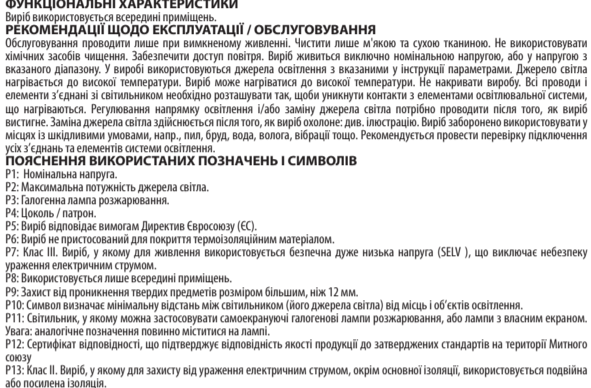 ФУНКЦІОНАЛЬНІ ХАРАКТЕРИСТИКИ
Виріб використовується всередині приміщень.
РЕКОМЕНДАЦІЇ ЩОДО ЕКСПЛУАТАЦІЇ / ОБСЛУГОВУВАННЯ
Обслуговування проводити лише при вимкненому живленні. Чистити лише м'якою та сухою тканиною. Не використовувати
хімічних засобів чищення. Забезпечити доступ повітря. Виріб живиться виключно номінальною напругою, або у напругою з
вказаного діапазону. У виробі використовуються джерела освітлення з вказаними у інструкції параметрами. Джерело світла
нагрівається до високої температури. Виріб може нагріватися до високої температури. Не накривати виробу. Всі проводи і
елементи з'єднані зі світильником необхідно розташувати так, щоби уникнути контакти з елементами освітлювальної системи,
що нагріваються. Регулювання напрямку освітлення і/або заміну джерела світла потрібно проводити після того, як виріб
вистигне. Заміна джерела світла здійснюється після того, як виріб охолоне: див. ілюстрацію. Виріб заборонено використовувати у
місцях із шкідливими умовами, напр., пил, бруд, вода, волога, вібрації тощо. Рекомендується провести перевірку підключення
усіх з'єднань та елементів системи освітлення.
ПОЯСНЕННЯ ВИКОРИСТАНИХ ПОЗНАЧЕНЬ І СИМВОЛІВ
P1: Номінальна напруга.
P2: Максимальна потужність джерела світла.
P3: Галогенна лампа розжарювання.
P4: Цоколь / патрон.
P5: Виріб відповідає вимогам Директив Євросоюзу (ЄС).
P6: Виріб не пристосований для покриття термоізоляційним матеріалом.
P7: Клас III. Виріб, у якому для живлення використовується безпечна дуже низька напруга (SELV ), що виключає небезпеку
ураження електричним струмом.
P8: Використовується лише всередині приміщень.
P9: Захист від проникнення твердих предметів розміром більшим, ніж 12 мм.
P10: Символ визначає мінімальну відстань між світильником (його джерела світла) від місць і об'єктів освітлення.
P11: Світильник, у якому можна застосовувати самоекрануючі галогенові лампи розжарювання, або лампи з власним екраном.
Увага: аналогічне позначення повинно міститися на лампі.
P12: Сертифікат відповідності, що підтверджує відповідність якості продукції до затверджених стандартів на території Митного
союзу
P13: Клас II. Виріб, у якому для захисту від ураження електричним струмом, окрім основної ізоляції, використовується подвійна
або посилена ізоляція.